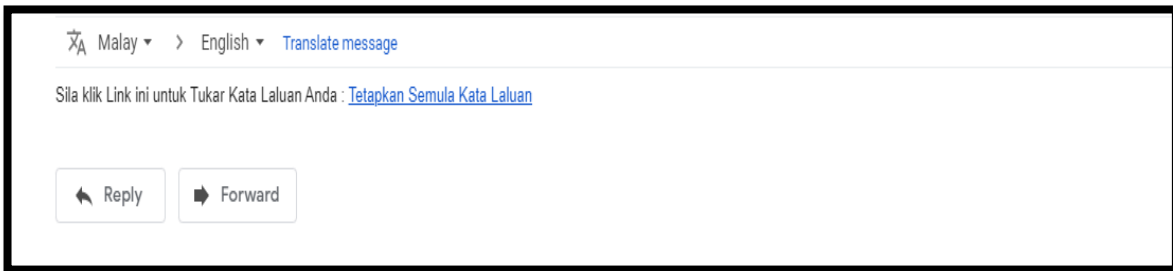 Malay > English Translate message
Sila klik Link ini untuk Tukar Kata Laluan Anda : Tetapkan Semula Kata Laluan
Reply Forward